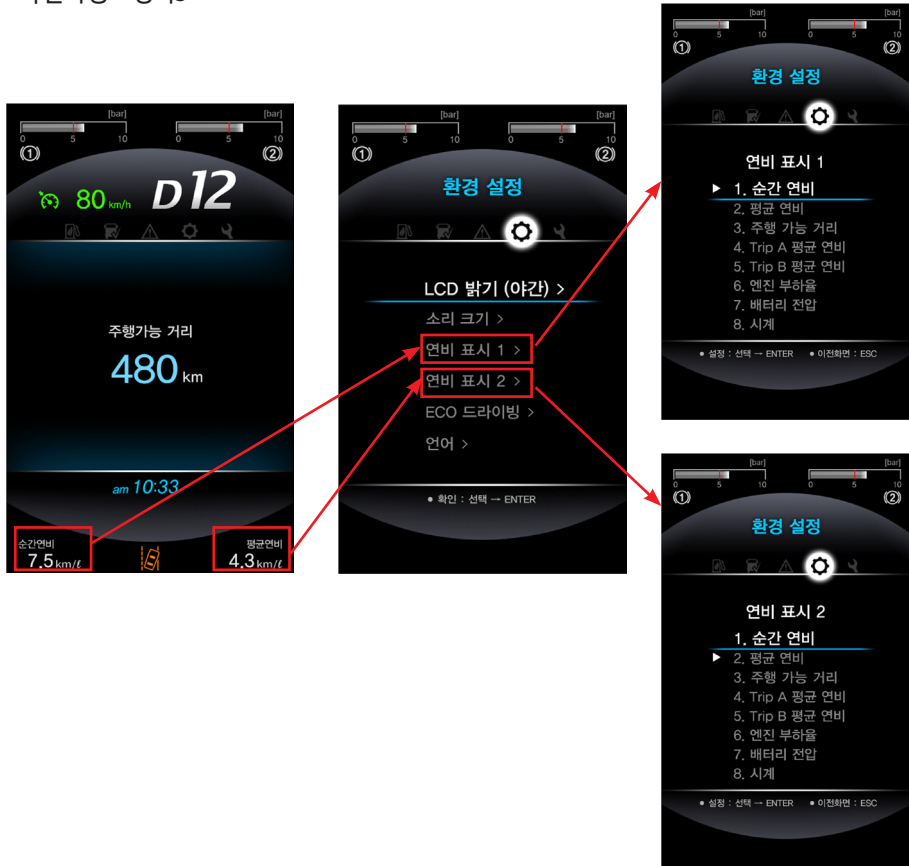 [bar] [bar]
0 5 10 0 5 10
(1) (2)
80 km/h D 12
주행가능 거리
480 km
am 10:33
순간연비 평균연비
7.5 km/ℓ 4.3 km/ℓ
[bar] [bar]
0 5 10 0 5 10
(1) (2)
환경 설정
LCD 밝기 (야간) >
소리 크기 >
연비 표시 1 >
연비 표시 2 >
ECO 드라이빙 >
언어 >
● 확인 : 선택 → ENTER
[bar] [bar]
0 5 10 0 5 10
(1) (2)
환경 설정
연비 표시 1
▶ 1. 순간 연비
2. 평균 연비
3. 주행 가능 거리
4. Trip A 평균 연비
5. Trip B 평균 연비
6. 엔진 부하율
7. 배터리 전압
8. 시계
● 설정 : 선택 → ENTER ● 이전화면 : ESC
[bar] [bar]
0 5 10 0 5 10
(1) (2)
환경 설정
연비 표시 2
1. 순간 연비
▶ 2. 평균 연비
3. 주행 가능 거리
4. Trip A 평균 연비
5. Trip B 평균 연비
6. 엔진 부하율
7. 배터리 전압
8. 시계
● 설정 : 선택 → ENTER ● 이전화면 : ESC